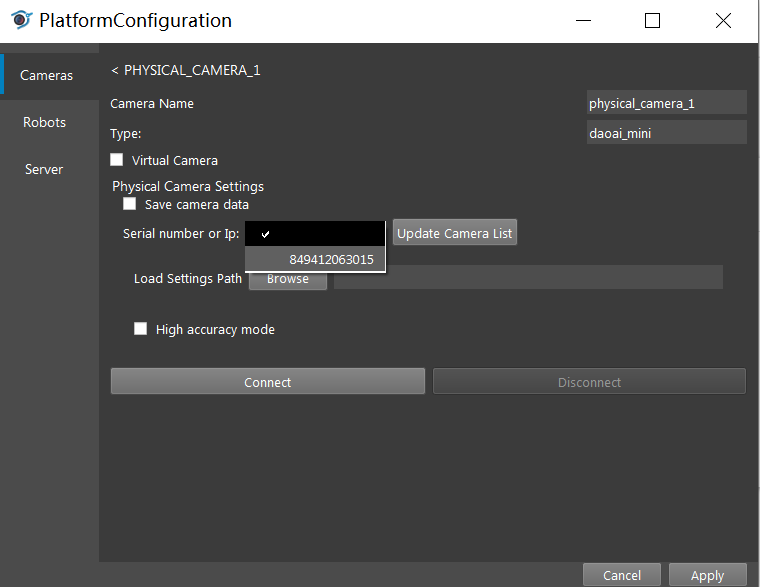 PlatformConfiguration
Cameras
Robots
Server
< PHYSICAL_CAMERA_1
Camera Name physical_camera_1
Type: daoai_mini
Virtual Camera
Physical Camera Settings
Save camera data
Serial number or Ip: Update Camera List
849412063015
Load Settings Path Browse
High accuracy mode
Connect Disconnect
Cancel Apply